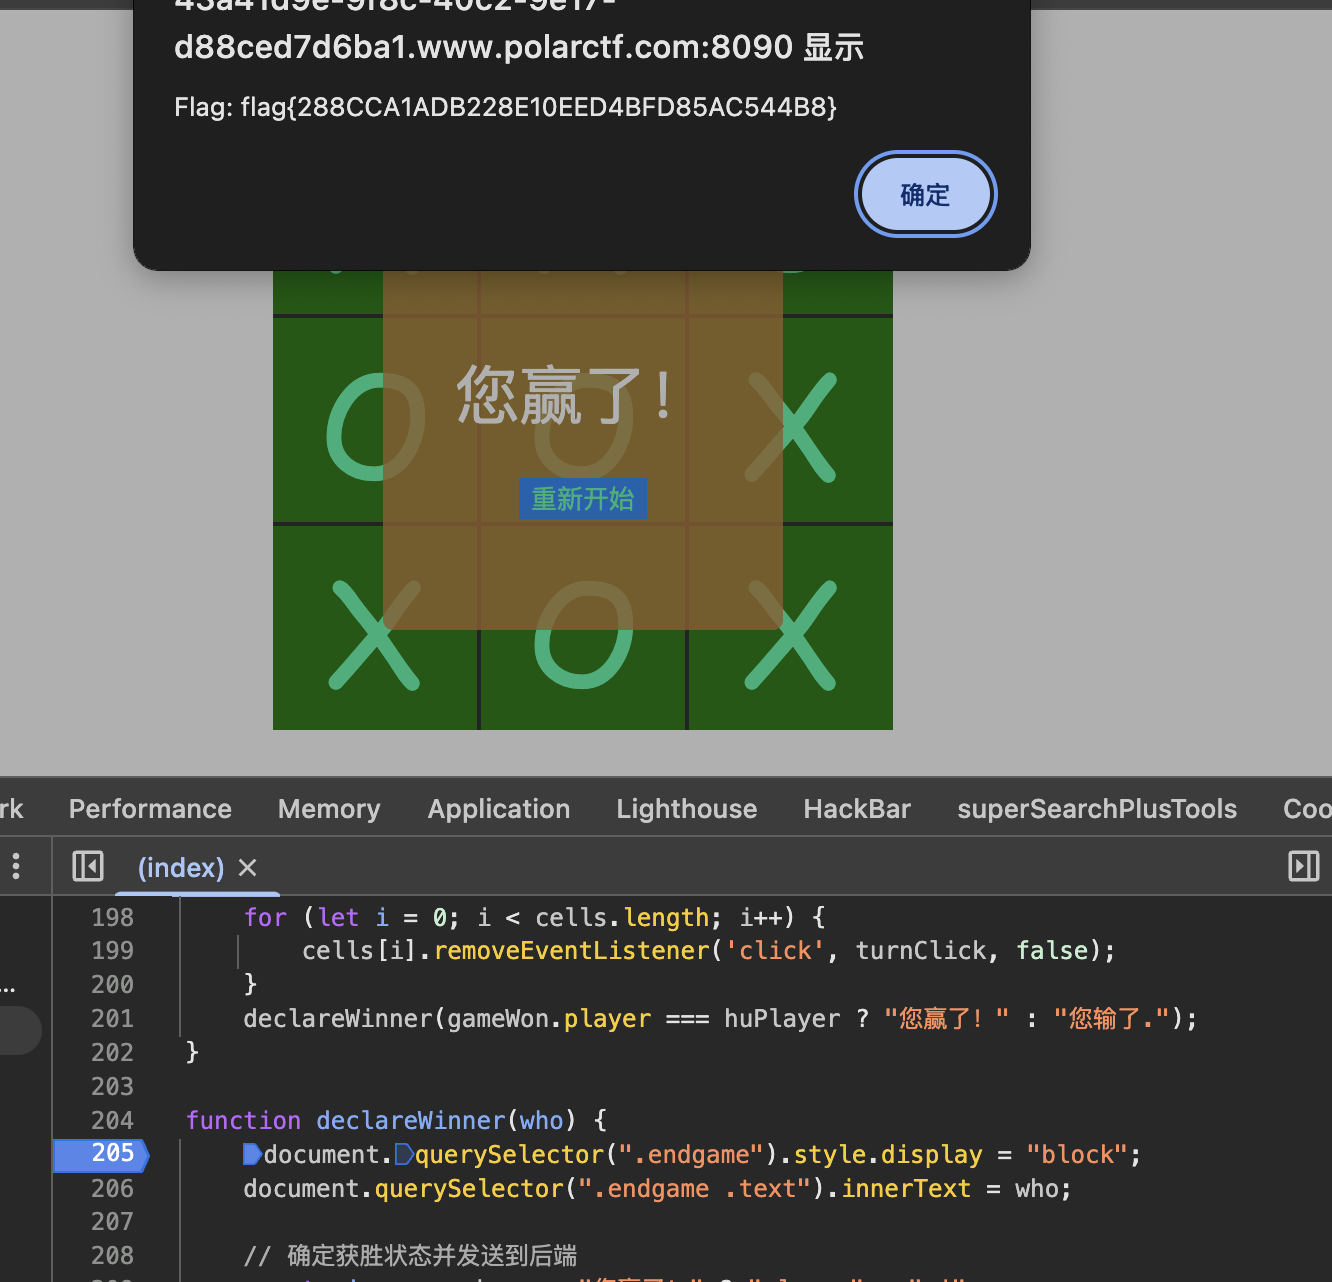 d88ced7d6ba1.www.polarctf.com:8090 显示
Flag: flag{288CCA1ADB228E10EED4BFD85AC544B8}
确定
O O X
您赢了!
重新开始
X O X
rk Performance Memory Application Lighthouse HackBar superSearchPlusTools Coo
(index)
198 for (let i = 0; i < cells.length; i++) {
199 cells[i].removeEventListener('click', turnClick, false);
200 }
201 declareWinner(gameWon.player === huPlayer ? "您赢了! " : "您输了.");
202 }
203
204 function declareWinner(who) {
205 document.querySelector(".endgame").style.display = "block";
206 document.querySelector(".endgame .text").innerText = who;
207
208 // 确定获胜状态并发送到后端